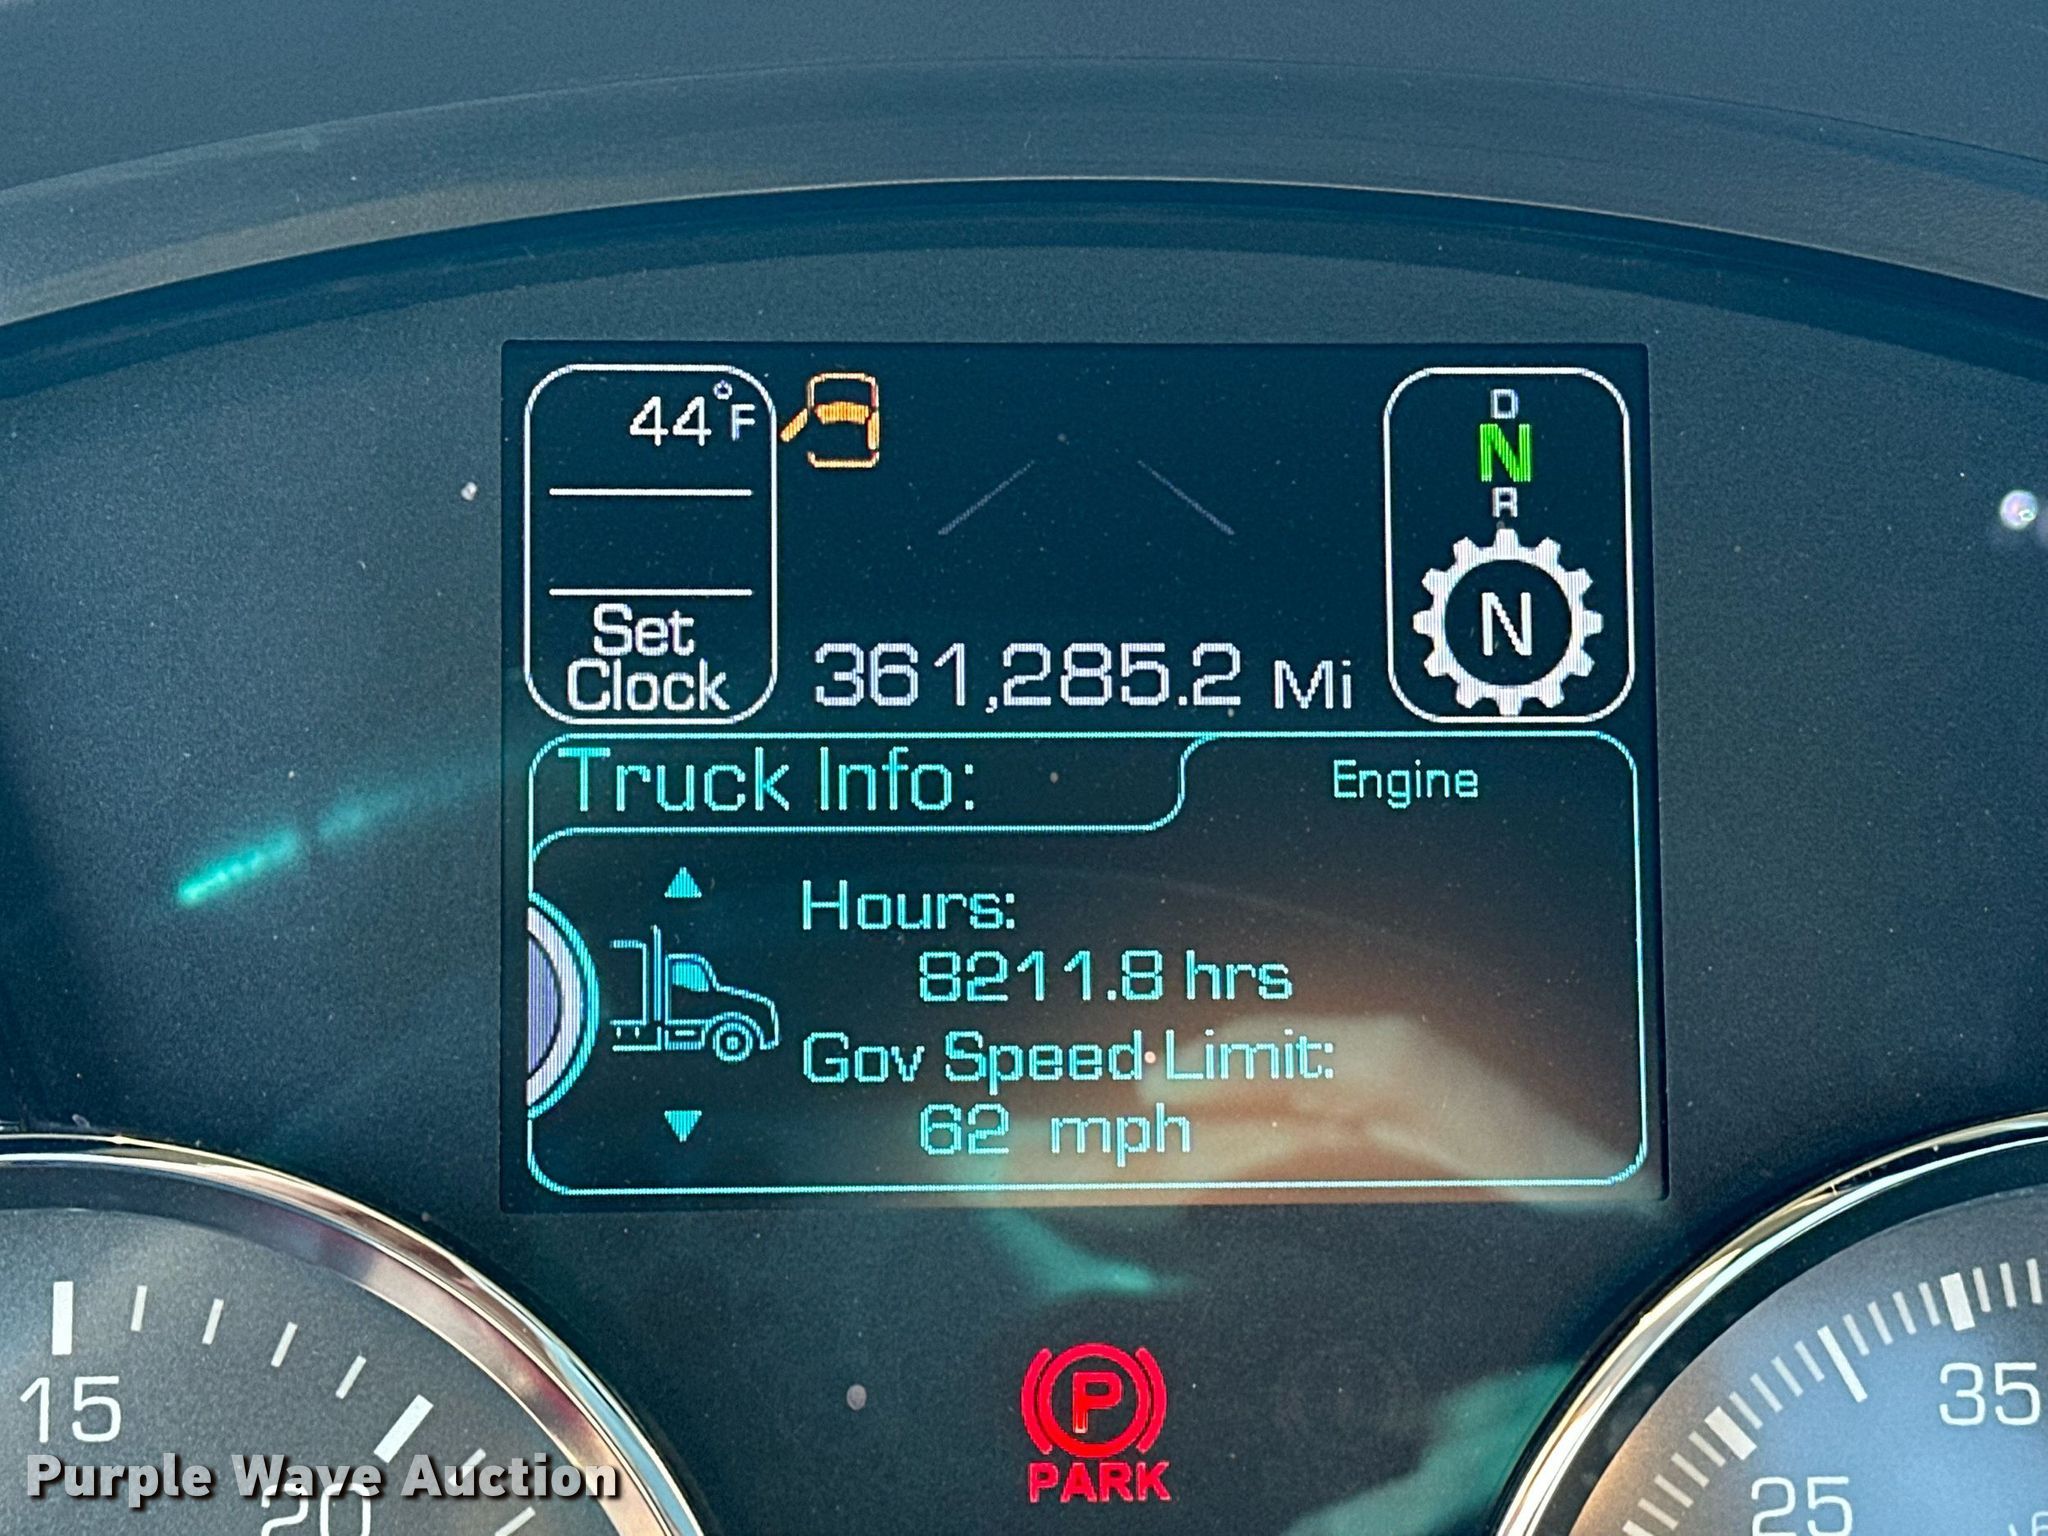 44°F
D
N
R
N
Set
Clock
361,285.2 Mi
Truck Info:
Engine
Hours:
8211.8 hrs
Gov Speed Limit:
62 mph
P
PARK
15
20
25
35
Purple Wave Auction